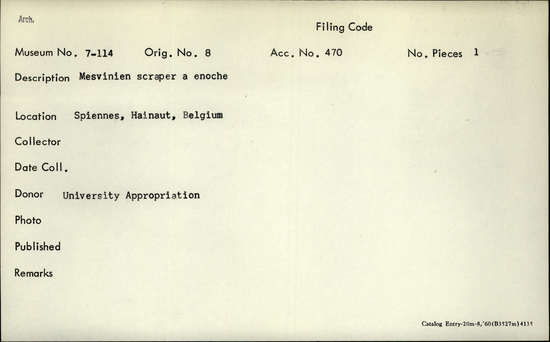 Arch.
Filing Code
Museum No. 7-114 Orig. No. 8 Acc. No. 470 No. Pieces 1
Description Mesvinien scraper a enoche
Location Spiennes, Hainaut, Belgium
Collector
Date Coll.
Donor University Appropriation
Photo
Published
Remarks
Catalog Entry-20m-8,'60(B3527m)4135